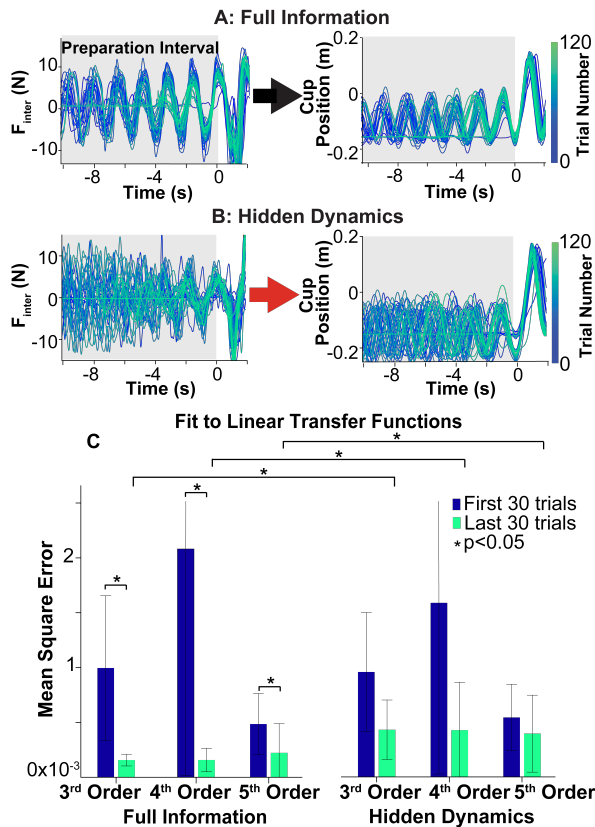 A: Full Information
Preparation Interval
F inter (N)
10
0
-10
-8
-4
0
Time (s)
Cup
Position (m)
0.2
0
-0.2
-8
-4
0
Time (s)
120
0
Trial Number
B: Hidden Dynamics
F inter (N)
10
0
-10
-8
-4
0
Time (s)
Cup
Position (m)
0.2
0
-0.2
-8
-4
0
Time (s)
120
0
Trial Number
Fit to Linear Transfer Functions
C
*
*
*
First 30 trials
Last 30 trials
*p<0.05
*
*
*
Mean Square Error
2
1
0x10⁻³
3rd Order
4th Order
5th Order
3rd Order
4th Order
5th Order
Full Information
Hidden Dynamics